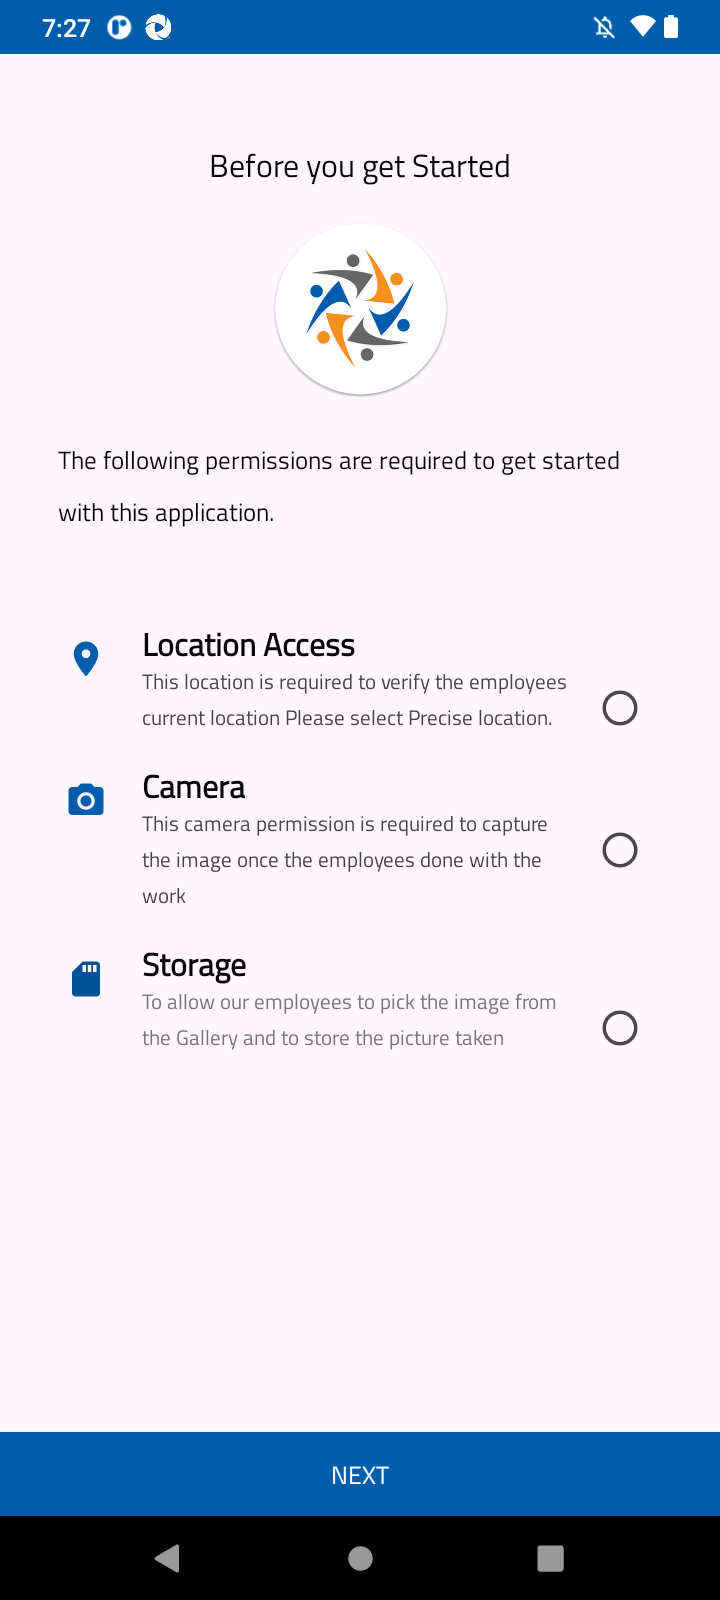 7:27
Before you get Started
The following permissions are required to get started
with this application.
Location Access
This location is required to verify the employees
current location Please select Precise location.
Camera
This camera permission is required to capture
the image once the employees done with the
work
Storage
To allow our employees to pick the image from
the Gallery and to store the picture taken
NEXT